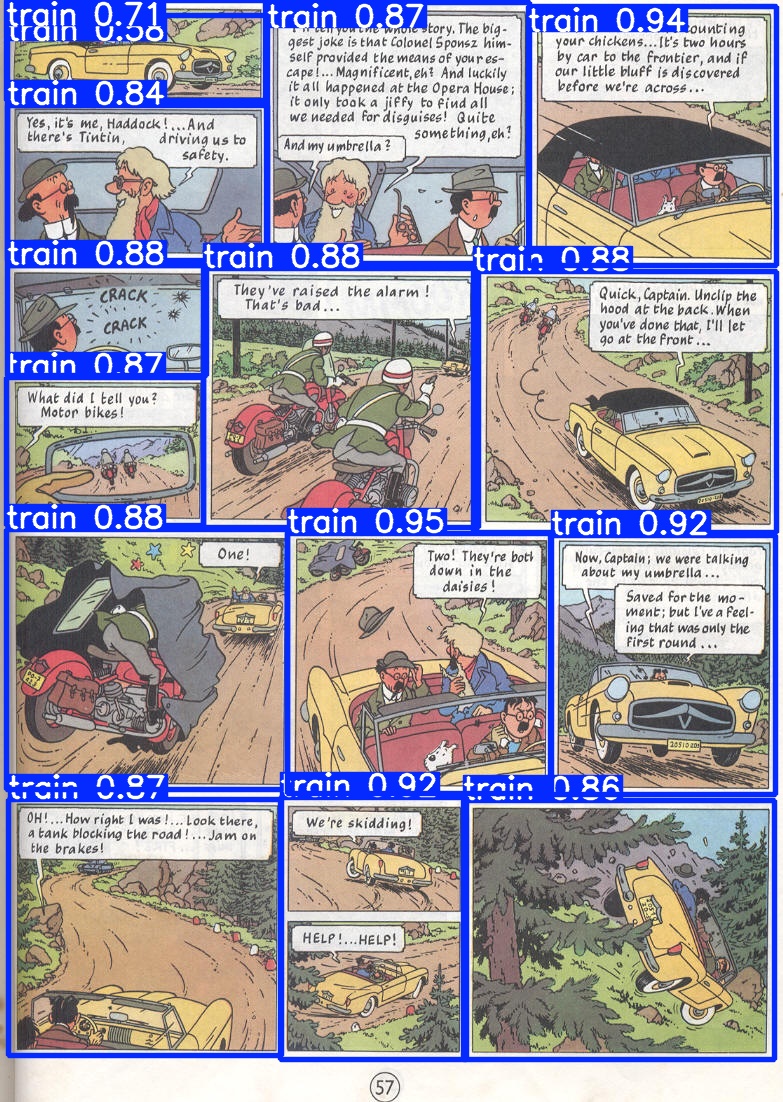 train 0.71
train 0.58
train 0.87
the whole story. The big-
gest joke is that Colonel Sponsz him-
self provided the means of your es-
cape!... Magnificent, eh? And luckily
it all happened at the Opera House;
it only took a jiffy to find all
we needed for disguises! Quite
something, eh?
And my umbrella?
train 0.94
counting
your chickens... It's two hours
by car to the frontier, and if
our little bluff is discovered
before we're across...
train 0.84
Yes, it's me, Haddock!...And
there's Tintin, driving us to
safety.
train 0.88
CRACK
CRACK
train 0.87
What did I tell you?
Motor bikes!
train 0.88
They've raised the alarm!
That's bad...
train 0.88
Quick, Captain. Unclip the
hood at the back. When
you've done that, I'll let
go at the front...
train 0.88
One!
train 0.95
Two! They're both
down in the
daisies!
train 0.92
Now, Captain; we were talking
about my umbrella...
Saved for the mo-
ment; but I've a feel-
ing that was only the
first round...
train 0.87
OH!...How right I was!...Look there,
a tank blocking the road!...Jam on
the brakes!
train 0.92
We're skidding!
HELP!...HELP!
train 0.86
57